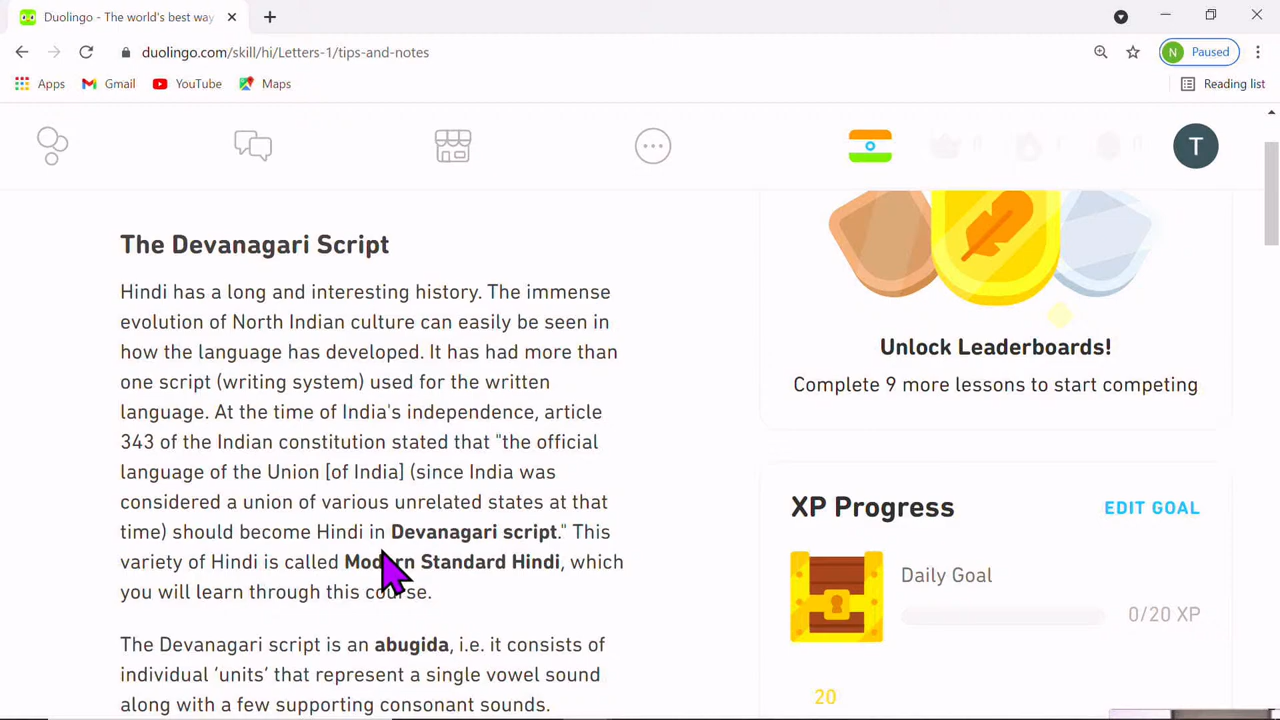 Duolingo - The world's best way
duolingo.com/skill/hi/Letters-1/tips-and-notes
N Paused
Apps Gmail YouTube Maps Reading list
T
The Devanagari Script
Hindi has a long and interesting history. The immense
evolution of North Indian culture can easily be seen in
how the language has developed. It has had more than
one script (writing system) used for the written
language. At the time of India's independence, article
343 of the Indian constitution stated that "the official
language of the Union [of India] (since India was
considered a union of various unrelated states at that
time) should become Hindi in Devanagari script." This
variety of Hindi is called Modern Standard Hindi, which
you will learn through this course.
The Devanagari script is an abugida, i.e. it consists of
individual ‘units’ that represent a single vowel sound
along with a few supporting consonant sounds.
Unlock Leaderboards!
Complete 9 more lessons to start competing
XP Progress
EDIT GOAL
Daily Goal
0/20 XP
20